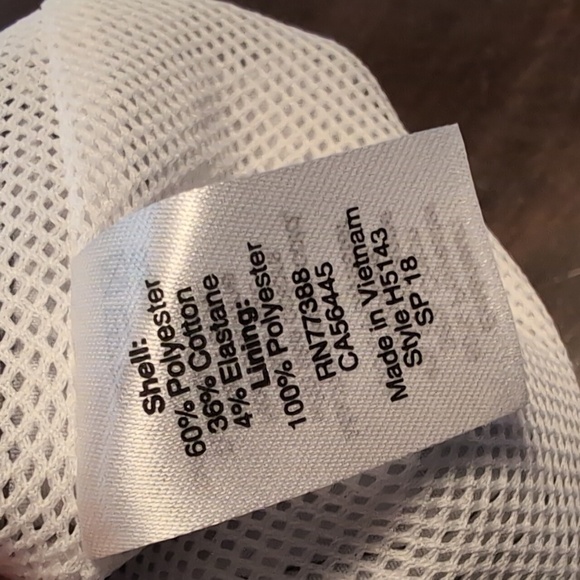 Shell:
60% Polyester
36% Cotton
4% Elastane
Lining:
100% Polyester
RN77388
CA56445
Made in Vietnam
Style H5143
SP 18